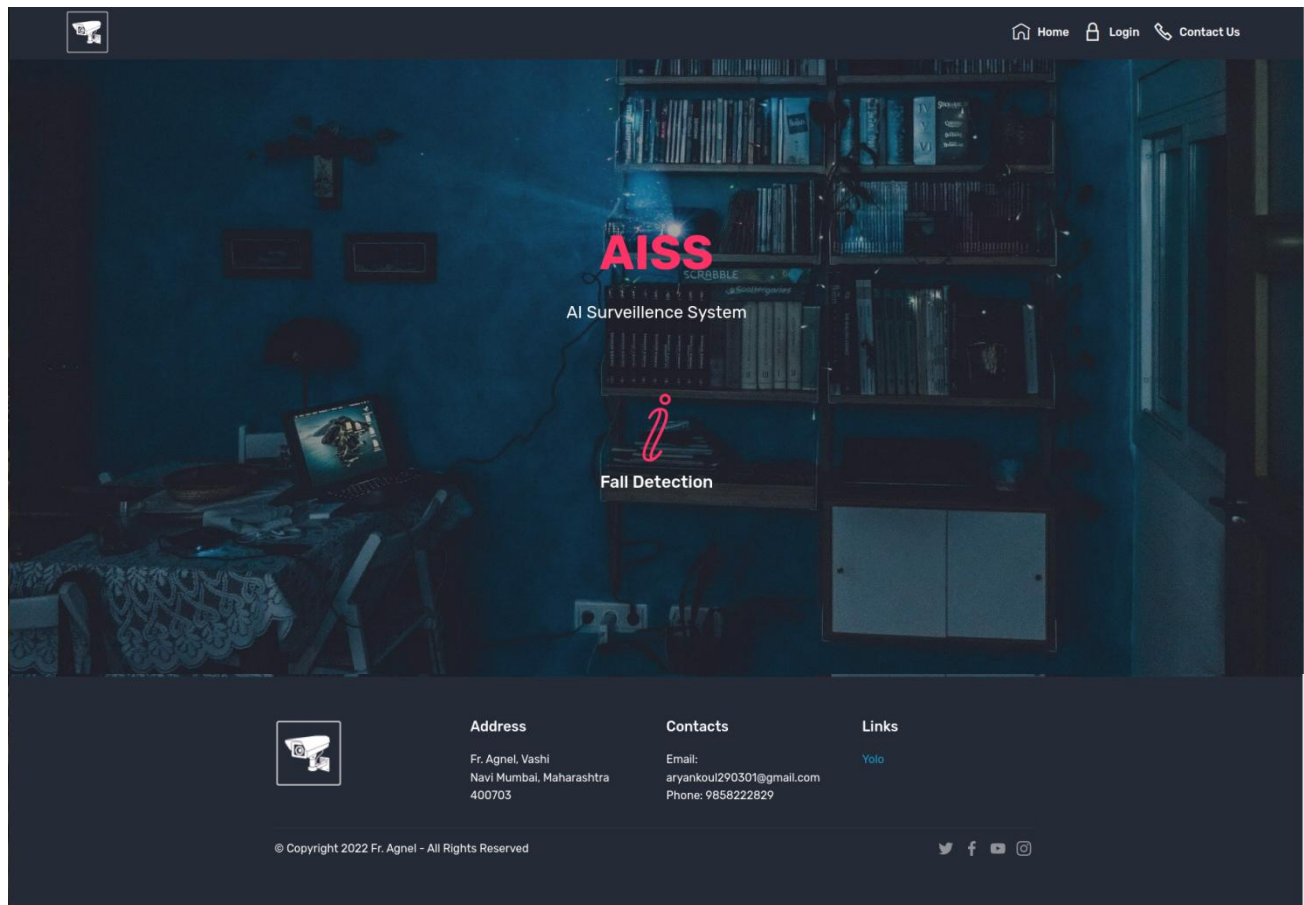 Home Login Contact Us
AISS
SCRABBLE
AI Surveillence System
Fall Detection
Address
Fr. Agnel, Vashi
Navi Mumbai, Maharashtra
400703
Contacts
Email:
aryankoul290301@gmail.com
Phone: 9858222829
Links
Yolo
© Copyright 2022 Fr. Agnel - All Rights Reserved